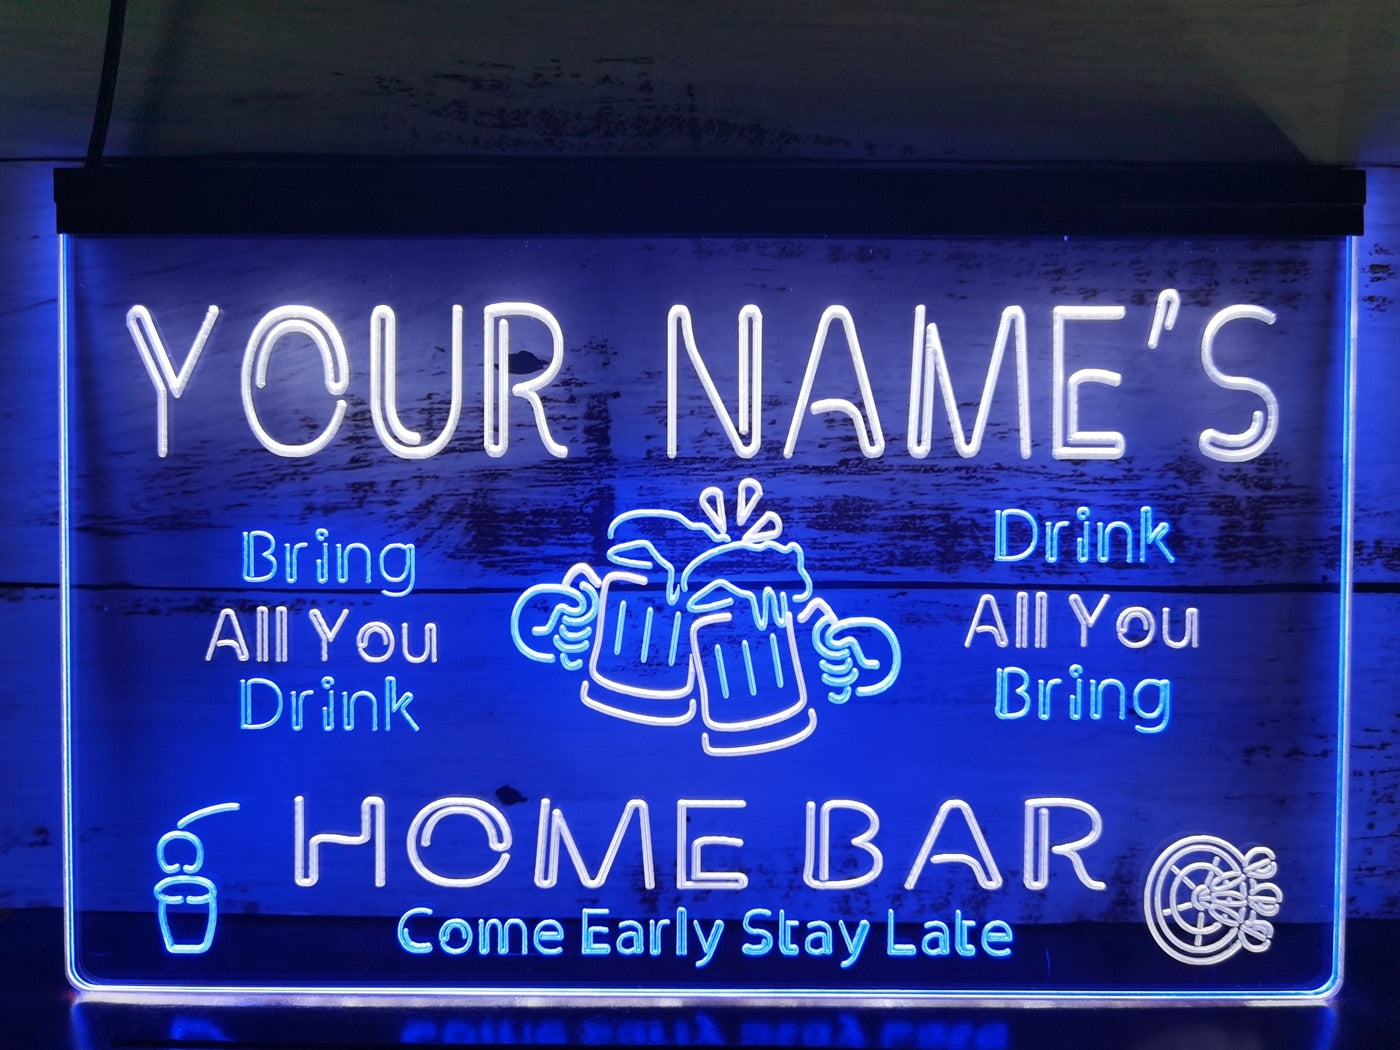 YOUR NAME'S
Bring
All You
Drink
Drink
All You
Bring
HOME BAR
Come Early Stay Late